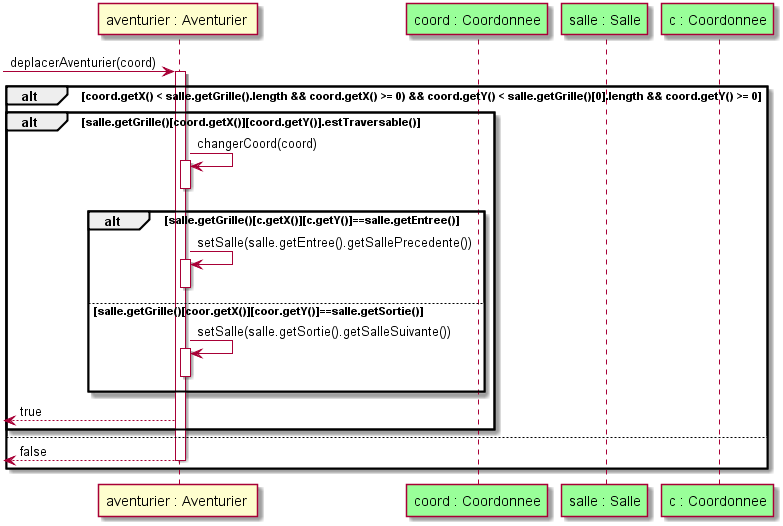 aventurier : Aventurier
coord : Coordonnee
salle : Salle
c : Coordonnee
deplacerAventurier(coord)
alt [coord.getX() < salle.getGrille().length && coord.getX() >= 0) && coord.getY() < salle.getGrille()[0].length && coord.getY() >= 0]
alt [salle.getGrille()[coord.getX()][coord.getY()].estTraversable()]
changerCoord(coord)
alt [salle.getGrille()[c.getX()][c.getY()]==salle.getEntree()]
setSalle(salle.getEntree().getSallePrecedente())
[salle.getGrille()[coor.getX()][coor.getY()]==salle.getSortie()]
setSalle(salle.getSortie().getSalleSuivante())
true
false
aventurier : Aventurier
coord : Coordonnee
salle : Salle
c : Coordonnee